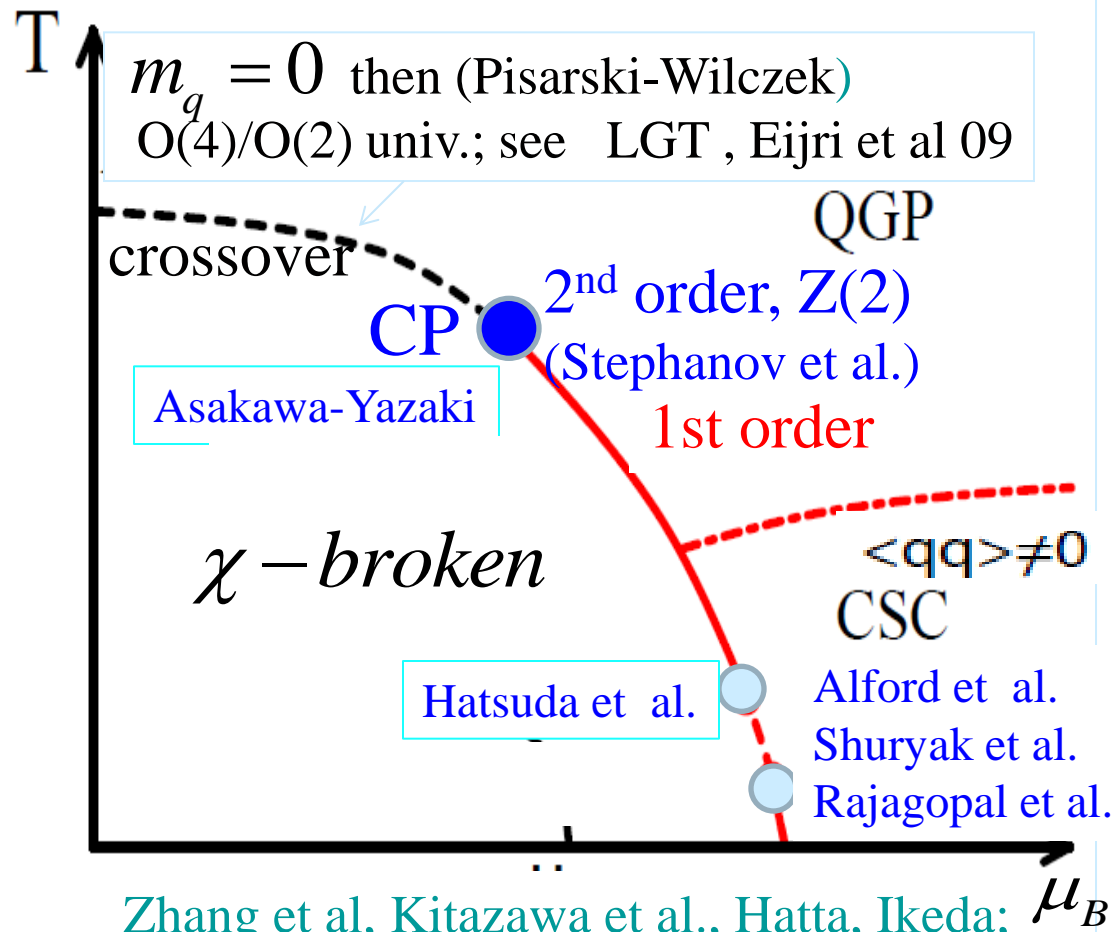 T
m_q = 0 then (Pisarski-Wilczek)
O(4)/O(2) univ.; see LGT , Eijri et al 09
QGP
crossover
2nd order, Z(2)
CP
(Stephanov et al.)
Asakawa-Yazaki
1st order
χ – broken
<qq>≠0
CSC
Hatsuda et al.
Alford et al.
Shuryak et al.
Rajagopal et al.
μ_B
Zhang et al, Kitazawa et al., Hatta, Ikeda;